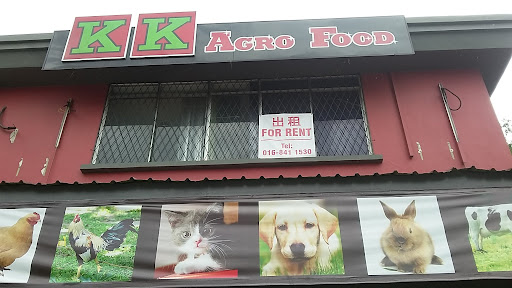 KK AGRO FOOD
出租
FOR RENT
Tel:
016-841 1530